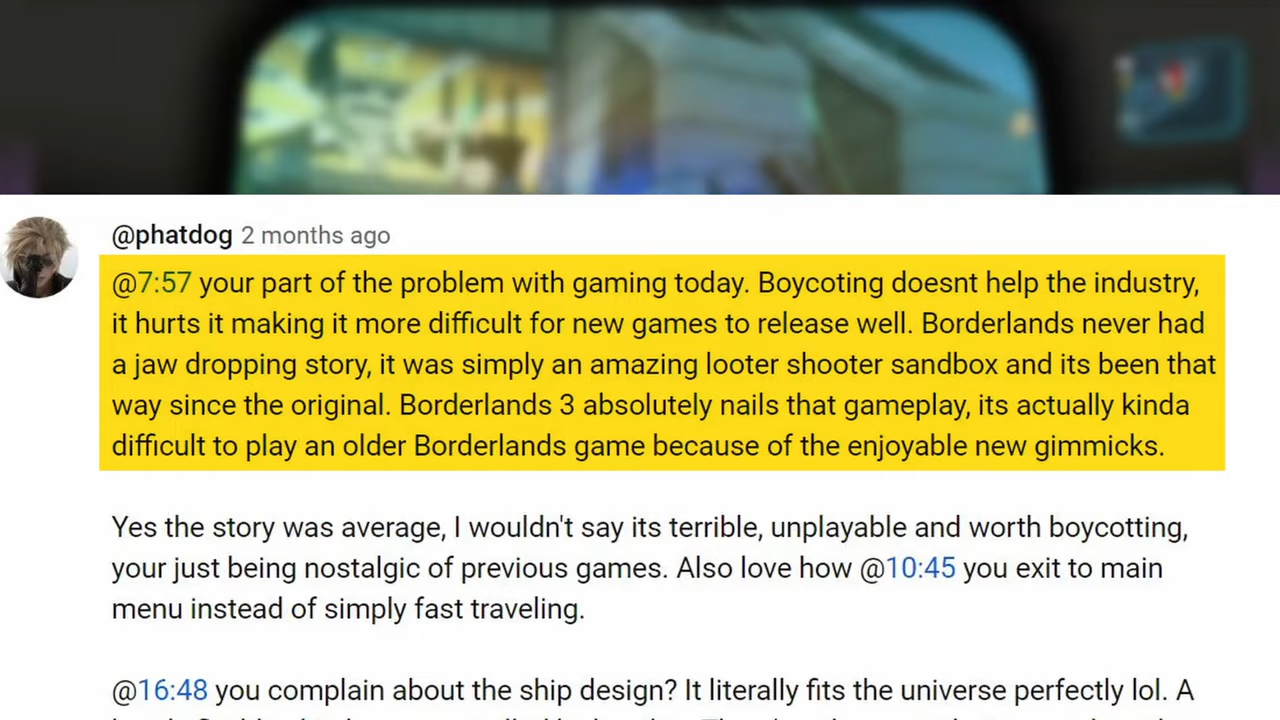 @phatdog 2 months ago
@7:57 your part of the problem with gaming today. Boycoting doesnt help the industry,
it hurts it making it more difficult for new games to release well. Borderlands never had
a jaw dropping story, it was simply an amazing looter shooter sandbox and its been that
way since the original. Borderlands 3 absolutely nails that gameplay, its actually kinda
difficult to play an older Borderlands game because of the enjoyable new gimmicks.
Yes the story was average, I wouldn't say its terrible, unplayable and worth boycotting,
your just being nostalgic of previous games. Also love how @10:45 you exit to main
menu instead of simply fast traveling.
@16:48 you complain about the ship design? It literally fits the universe perfectly lol. A